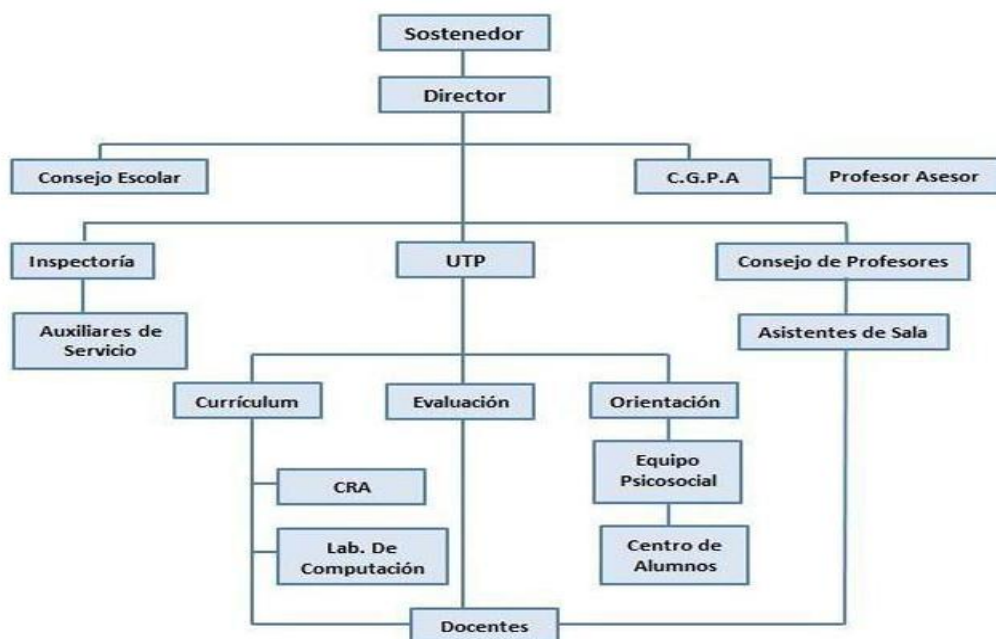 Sostenedor
Director
Consejo Escolar
C.G.P.A
Profesor Asesor
Inspectoría
UTP
Consejo de Profesores
Auxiliares de
Servicio
Asistentes de Sala
Currículum
Evaluación
Orientación
CRA
Equipo
Psicosocial
Lab. De
Computación
Centro de
Alumnos
Docentes